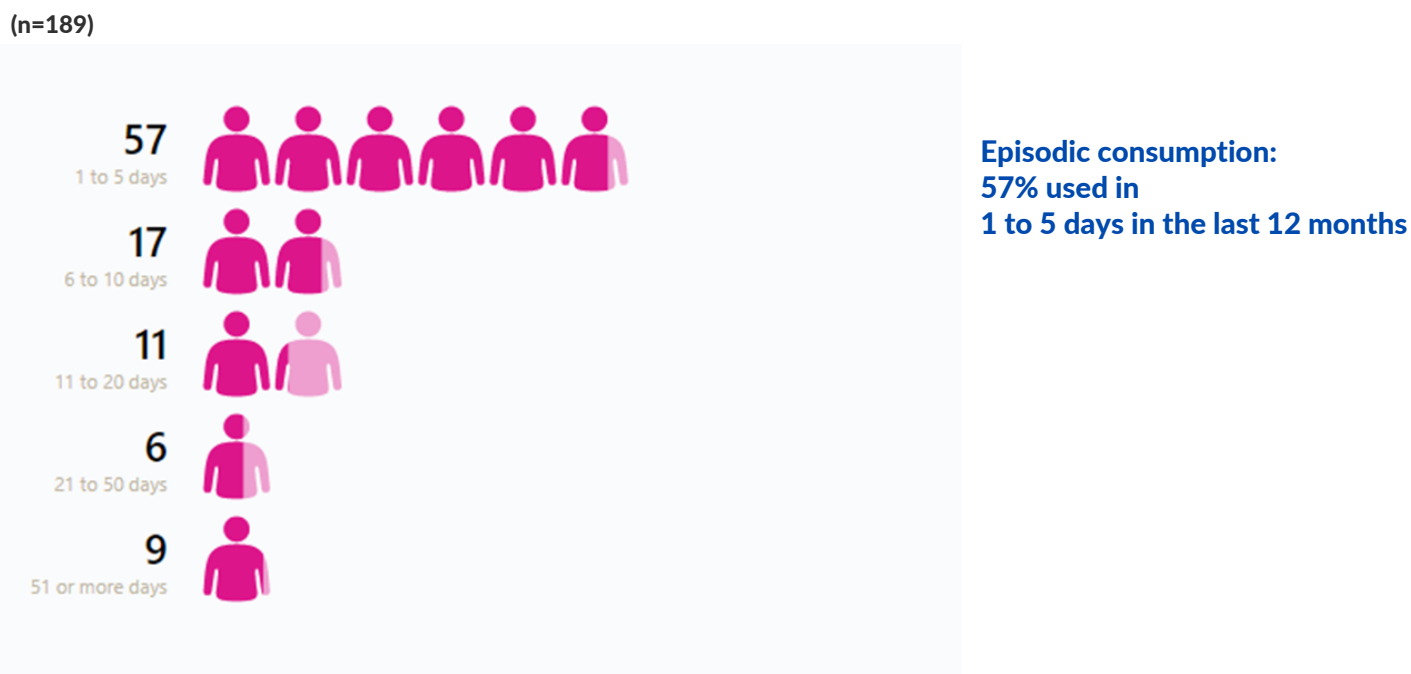 (n=189)
57
1 to 5 days
17
6 to 10 days
11
11 to 20 days
6
21 to 50 days
9
51 or more days
Episodic consumption:
57% used in
1 to 5 days in the last 12 months